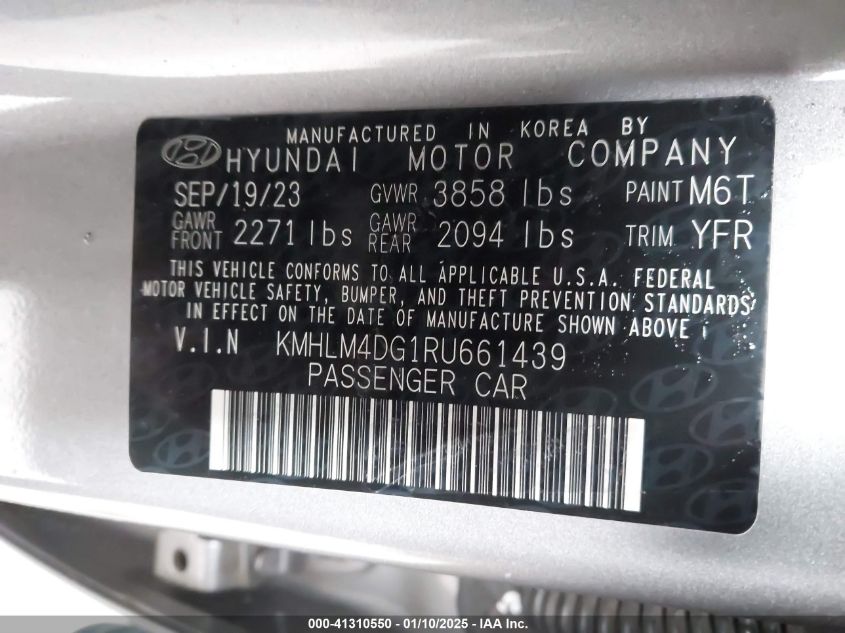 MANUFACTURED IN KOREA BY
HYUNDAI MOTOR COMPANY
SEP/19/23 GVWR 3858 lbs PAINT M6T
GAWR FRONT 2271 lbs GAWR REAR 2094 lbs TRIM YFR
THIS VEHICLE CONFORMS TO ALL APPLICABLE U.S.A. FEDERAL
MOTOR VEHICLE SAFETY, BUMPER, AND THEFT PREVENTION STANDARDS
IN EFFECT ON THE DATE OF MANUFACTURE SHOWN ABOVE
V.I.N KMHLM4DG1RU661439
PASSENGER CAR
000-41310550 - 01/10/2025 - IAA Inc.